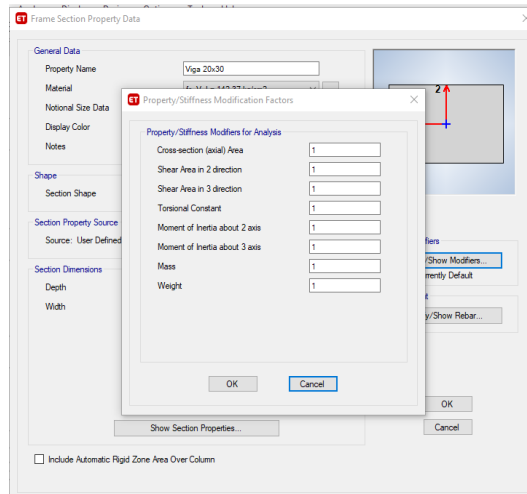 Frame Section Property Data
General Data
Property Name
Viga 20x30
Material
Notional Size Data
Display Color
Notes
2
Shape
Section Shape
Section Property Source
Source: User Defined
Section Dimensions
Depth
Width
/Show Modifiers...
rently Default
y/Show Rebar...
OK
Cancel
Show Section Properties...
Include Automatic Rigid Zone Area Over Column
Property/Stiffness Modification Factors
Property/Stiffness Modifiers for Analysis
Cross-section (axial) Area 1
Shear Area in 2 direction 1
Shear Area in 3 direction 1
Torsional Constant 1
Moment of Inertia about 2 axis 1
Moment of Inertia about 3 axis 1
Mass 1
Weight 1
OK
Cancel